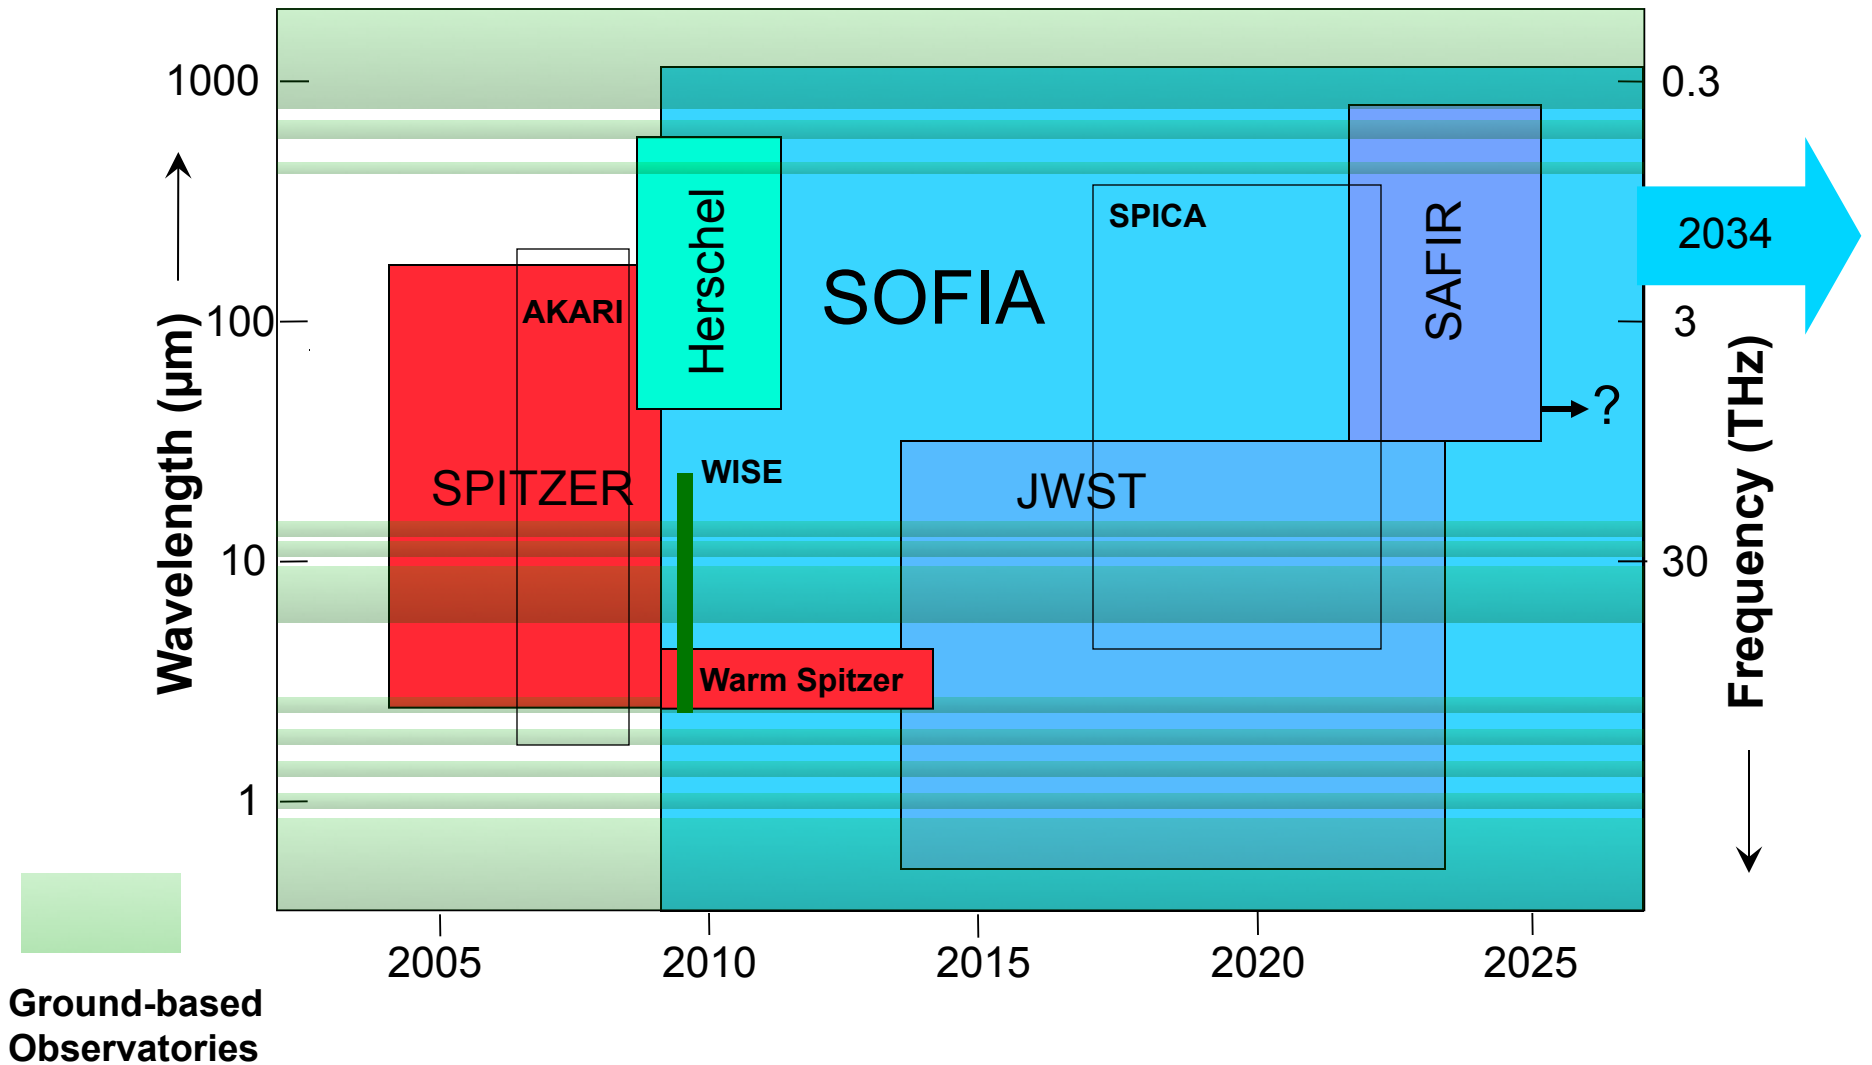 1000
0.3
Herschel
SPICA
SAFIR
2034
SOFIA
AKARI
100
3
Wavelength (µm)
Frequency (THz)
?
WISE
SPITZER
JWST
10
30
Warm Spitzer
1
2005
2010
2015
2020
2025
Ground-based
Observatories